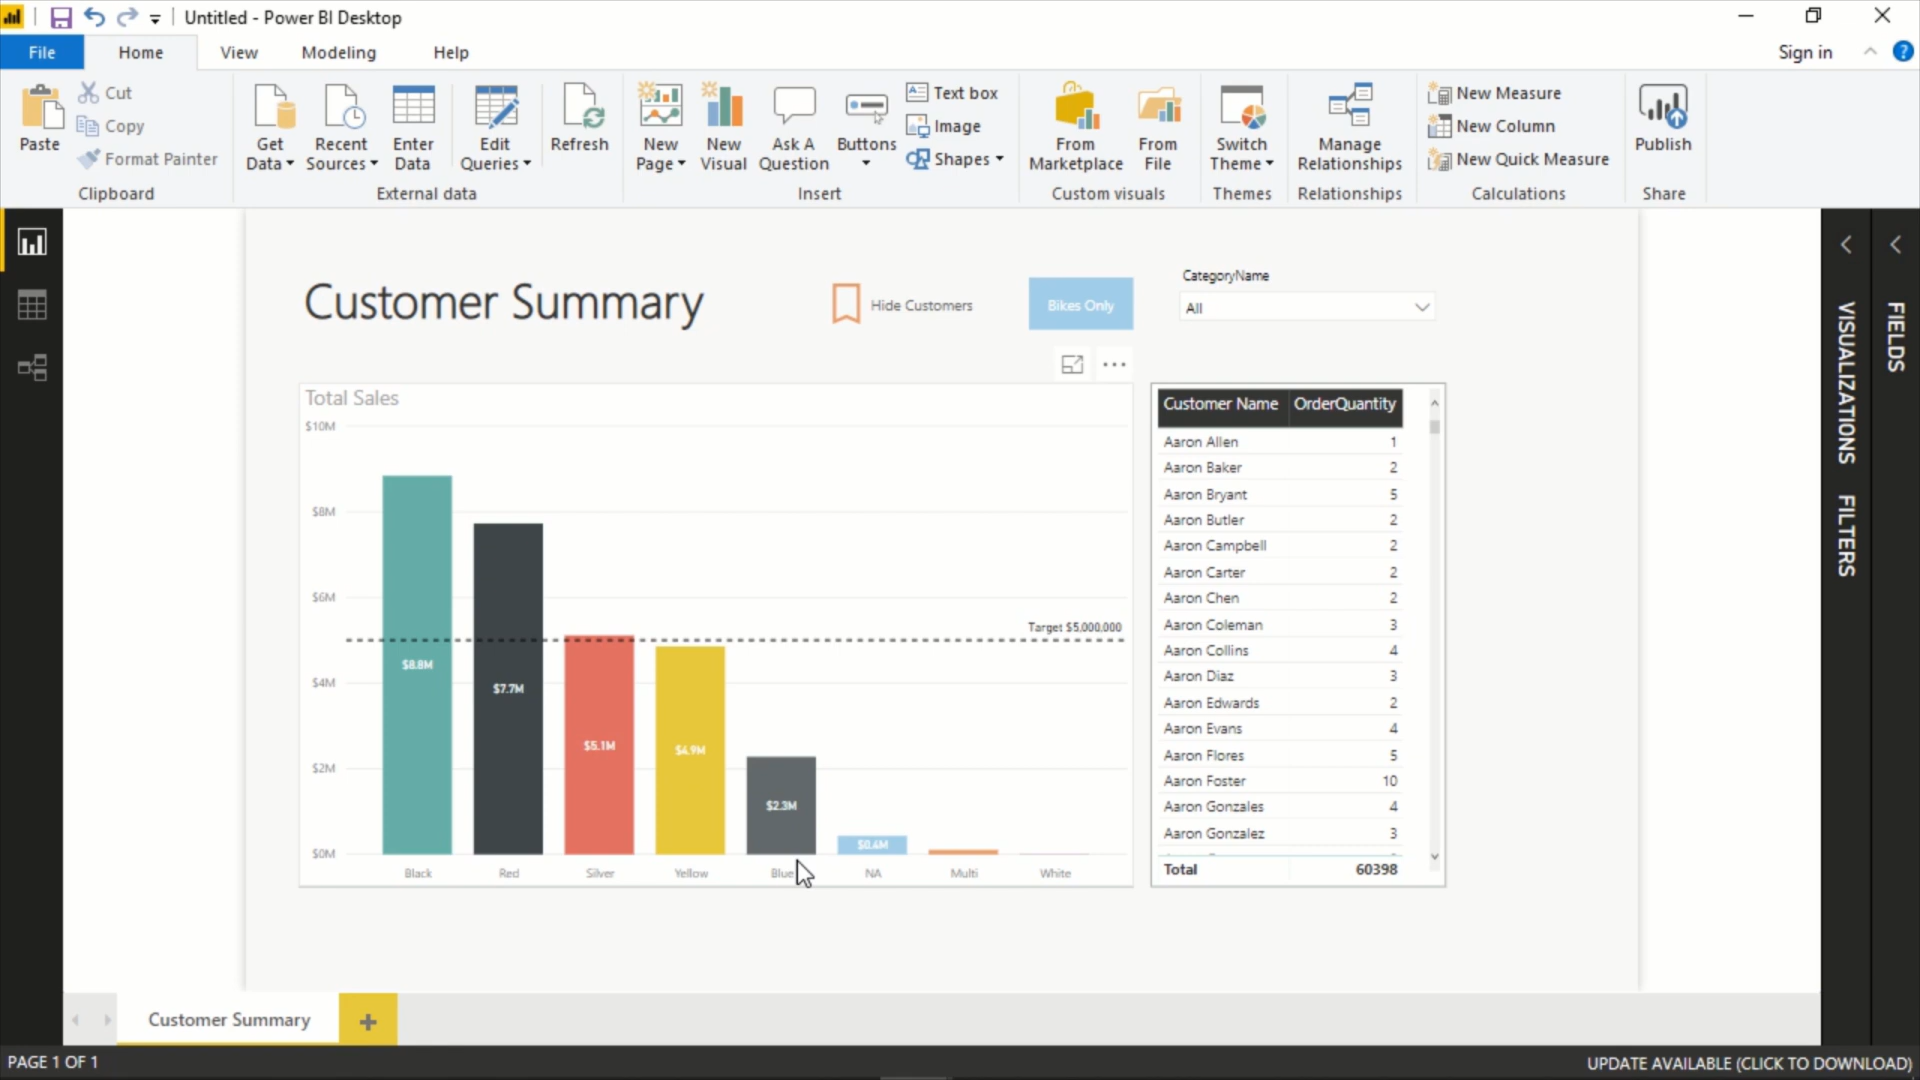 Untitled - Power BI Desktop
File Home View Modeling Help Sign in
Paste
Cut
Copy
Format Painter
Clipboard
Get Data
Recent Sources
Enter Data
Edit Queries
Refresh
External data
New Page
New Visual
Ask A Question
Buttons
Text box
Image
Shapes
Insert
From Marketplace
From File
Custom visuals
Switch Theme
Themes
Manage Relationships
Relationships
New Measure
New Column
New Quick Measure
Calculations
Publish
Share
Customer Summary
Hide Customers
Bikes Only
CategoryName
All
Total Sales
$10M
$8M
$6M
$4M
$2M
$0M
Target $5,000,000
$8.8M
$7.7M
$5.1M
$4.9M
$2.3M
$0.4M
Black Red Silver Yellow Blue NA Multi White
Customer Name OrderQuantity
Aaron Allen 1
Aaron Baker 2
Aaron Bryant 5
Aaron Butler 2
Aaron Campbell 2
Aaron Carter 2
Aaron Chen 2
Aaron Coleman 3
Aaron Collins 4
Aaron Diaz 3
Aaron Edwards 2
Aaron Evans 4
Aaron Flores 5
Aaron Foster 10
Aaron Gonzales 4
Aaron Gonzalez 3
Total 60398
VISUALIZATIONS
FILTERS
FIELDS
Customer Summary
PAGE 1 OF 1
UPDATE AVAILABLE (CLICK TO DOWNLOAD)